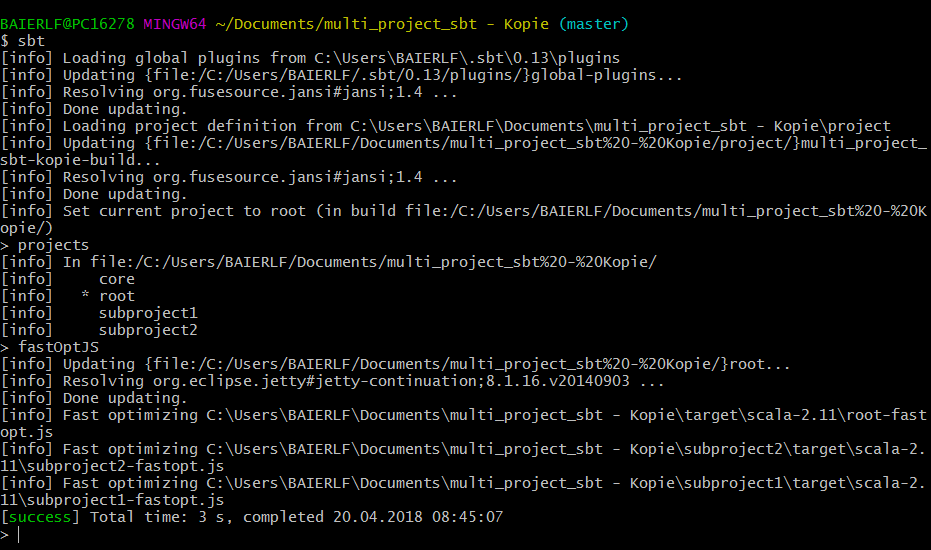 BAIERLF@PC16278 MINGW64 ~/Documents/multi_project_sbt - Kopie (master)
$ sbt
[info] Loading global plugins from C:\Users\BAIERLF\.sbt\0.13\plugins
[info] Updating {file:/C:/Users/BAIERLF/.sbt/0.13/plugins/}global-plugins...
[info] Resolving org.fusesource.jansi#jansi;1.4 ...
[info] Done updating.
[info] Loading project definition from C:\Users\BAIERLF\Documents\multi_project_sbt - Kopie\project
[info] Updating {file:/C:/Users/BAIERLF/Documents/multi_project_sbt%20-%20Kopie/project/}multi_project_
sbt-kopie-build...
[info] Resolving org.fusesource.jansi#jansi;1.4 ...
[info] Done updating.
[info] Set current project to root (in build file:/C:/Users/BAIERLF/Documents/multi_project_sbt%20-%20K
opie/)
> projects
[info] In file:/C:/Users/BAIERLF/Documents/multi_project_sbt%20-%20Kopie/
[info]     core
[info]   * root
[info]     subproject1
[info]     subproject2
> fastOptJS
[info] Updating {file:/C:/Users/BAIERLF/Documents/multi_project_sbt%20-%20Kopie/}root...
[info] Resolving org.eclipse.jetty#jetty-continuation;8.1.16.v20140903 ...
[info] Done updating.
[info] Fast optimizing C:\Users\BAIERLF\Documents\multi_project_sbt - Kopie\target\scala-2.11\root-fast
opt.js
[info] Fast optimizing C:\Users\BAIERLF\Documents\multi_project_sbt - Kopie\subproject2\target\scala-2.
11\subproject2-fastopt.js
[info] Fast optimizing C:\Users\BAIERLF\Documents\multi_project_sbt - Kopie\subproject1\target\scala-2.
11\subproject1-fastopt.js
[success] Total time: 3 s, completed 20.04.2018 08:45:07
>